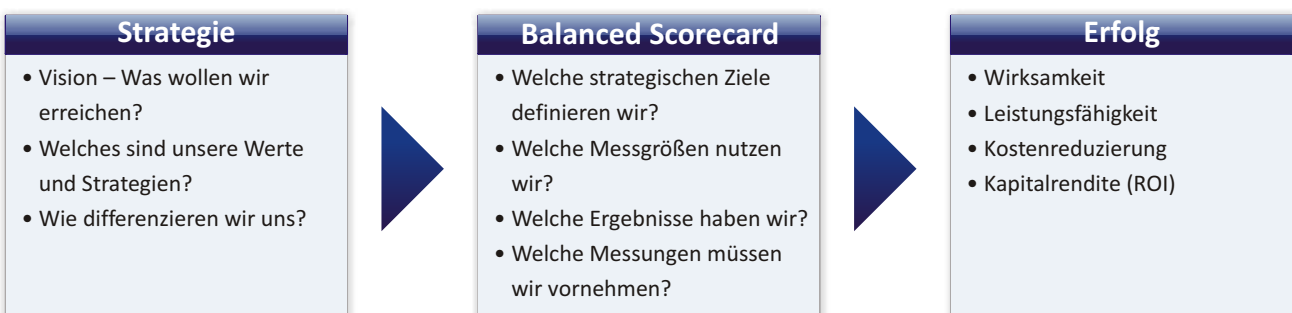 Strategie
• Vision – Was wollen wir
erreichen?
• Welches sind unsere Werte
und Strategien?
• Wie differenzieren wir uns?
Balanced Scorecard
• Welche strategischen Ziele
definieren wir?
• Welche Messgrößen nutzen
wir?
• Welche Ergebnisse haben wir?
• Welche Messungen müssen
wir vornehmen?
Erfolg
• Wirksamkeit
• Leistungsfähigkeit
• Kostenreduzierung
• Kapitalrendite (ROI)